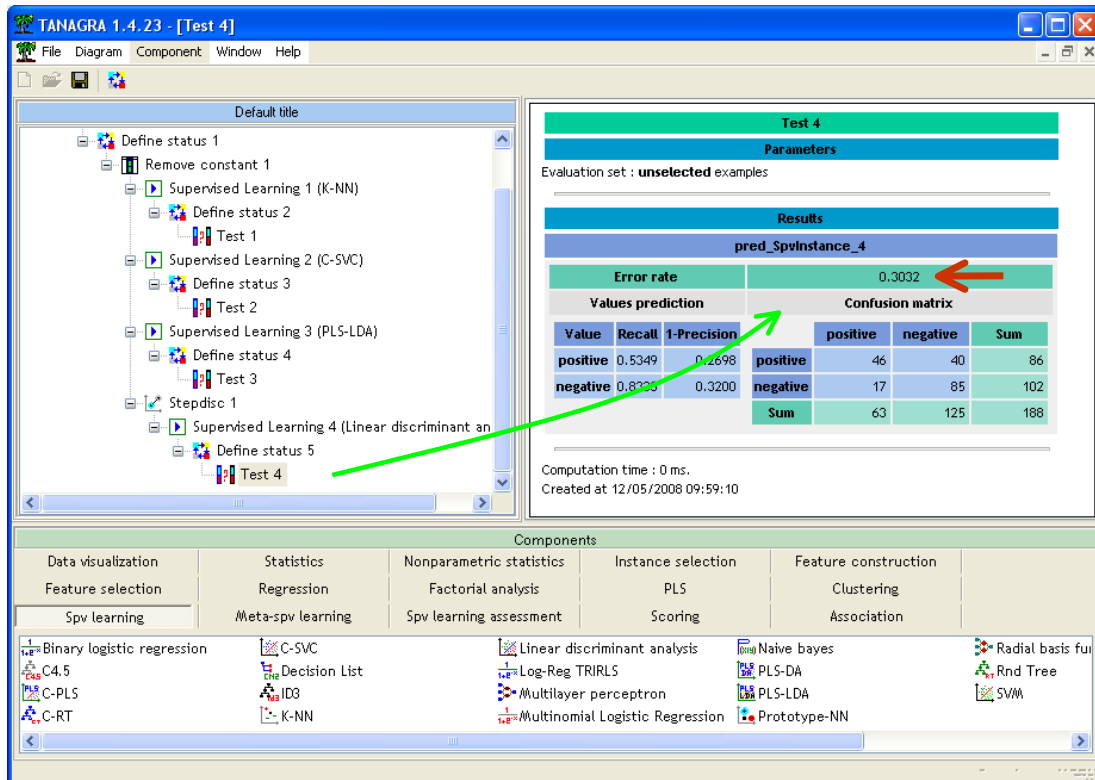 TANAGRA 1.4.23 - [Test 4]
File Diagram Component Window Help
Default title
Define status 1
Remove constant 1
Supervised Learning 1 (K-NN)
Define status 2
Test 1
Supervised Learning 2 (C-SVC)
Define status 3
Test 2
Supervised Learning 3 (PLS-LDA)
Define status 4
Test 3
Stepdisc 1
Supervised Learning 4 (Linear discriminant an
Define status 5
Test 4
Test 4
Parameters
Evaluation set : unselected examples
Results
pred_SpvInstance_4
Error rate 0.3032
Values prediction Confusion matrix
Value Recall 1-Precision positive negative Sum
positive 0.5349 0.2698 positive 46 40 86
negative 0.8333 0.3200 negative 17 85 102
Sum 63 125 188
Computation time : 0 ms.
Created at 12/05/2008 09:59:10
Components
Data visualization Statistics Nonparametric statistics Instance selection Feature construction
Feature selection Regression Factorial analysis PLS Clustering
Spv learning Meta-spv learning Spv learning assessment Scoring Association
Binary logistic regression C-SVC Linear discriminant analysis Naive bayes Radial basis fu
C4.5 Decision List Log-Reg TRIRLS PLS-DA Rnd Tree
C-PLS ID3 Multilayer perceptron PLS-LDA SVM
C-RT K-NN Multinomial Logistic Regression Prototype-NN